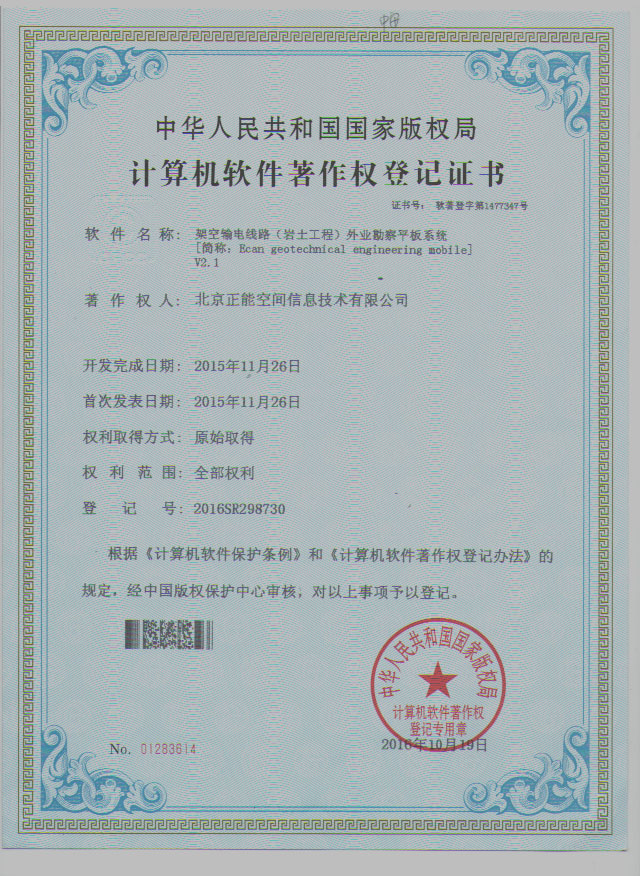 中华人民共和国国家版权局
计算机软件著作权登记证书
证书号： 软著登字第1477347号
软件名称： 架空输电线路（岩土工程）外业勘察平板系统
[简称：Ecan geotechnical engineering mobile]
V2.1
著作权人： 北京正能空间信息技术有限公司
开发完成日期： 2015年11月26日
首次发表日期： 2015年11月26日
权利取得方式： 原始取得
权利范围： 全部权利
登记号： 2016SR298730
根据《计算机软件保护条例》和《计算机软件著作权登记办法》的
规定，经中国版权保护中心审核，对以上事项予以登记。
中华人民共和国国家版权局
计算机软件著作权
登记专用章
2016年10月19日
No. 01283614